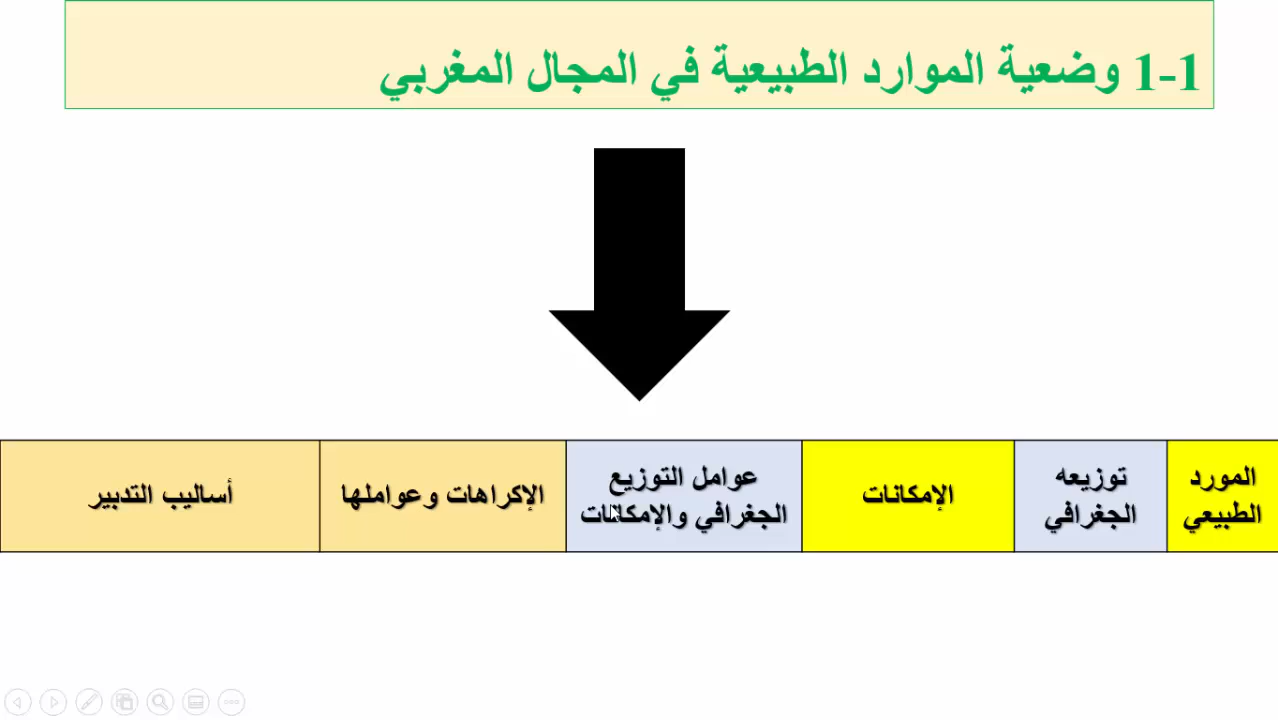 1-1 وضعية الموارد الطبيعية في المجال المغربي
المورد
الطبيعي
توزيعه
الجغرافي
الإمكانات
عوامل التوزيع
الجغرافي والإمكانات
الإكراهات وعواملها
أساليب التدبير